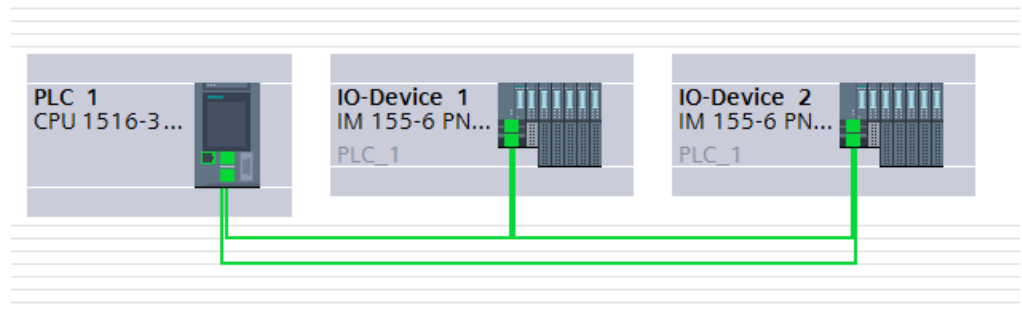 PLC_1
CPU 1516-3...
IO-Device_1
IM 155-6 PN...
PLC_1
IO-Device_2
IM 155-6 PN...
PLC_1